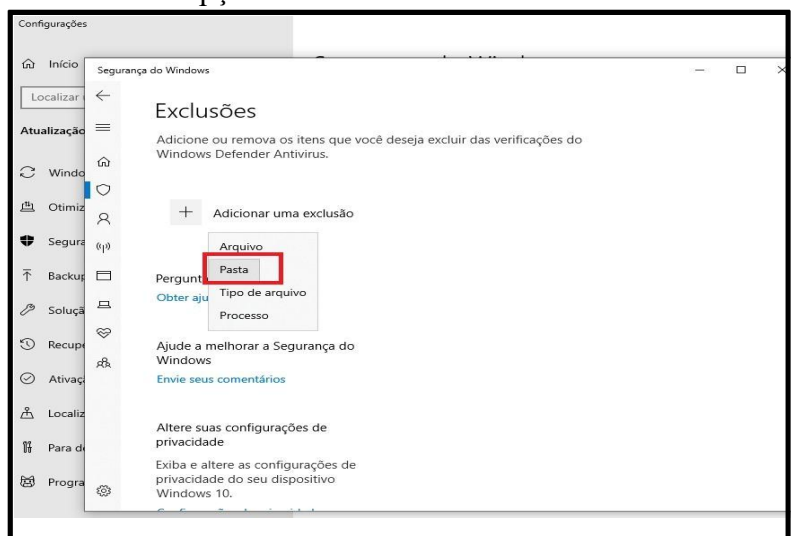 Configurações
Início
Segurança do Windows
Localizar
Exclusões
Atualização
Adicione ou remova os itens que você deseja excluir das verificações do
Windows Defender Antivirus.
Windo
Otimiz
Adicionar uma exclusão
Segura
Arquivo
Pasta
Backup
Pergunt
Obter aju
Tipo de arquivo
Soluçã
Processo
Recupe
Ajude a melhorar a Segurança do
Windows
Ativaç
Envie seus comentários
Localiz
Altere suas configurações de
privacidade
Para de
Exiba e altere as configurações de
privacidade do seu dispositivo
Windows 10.
Progra